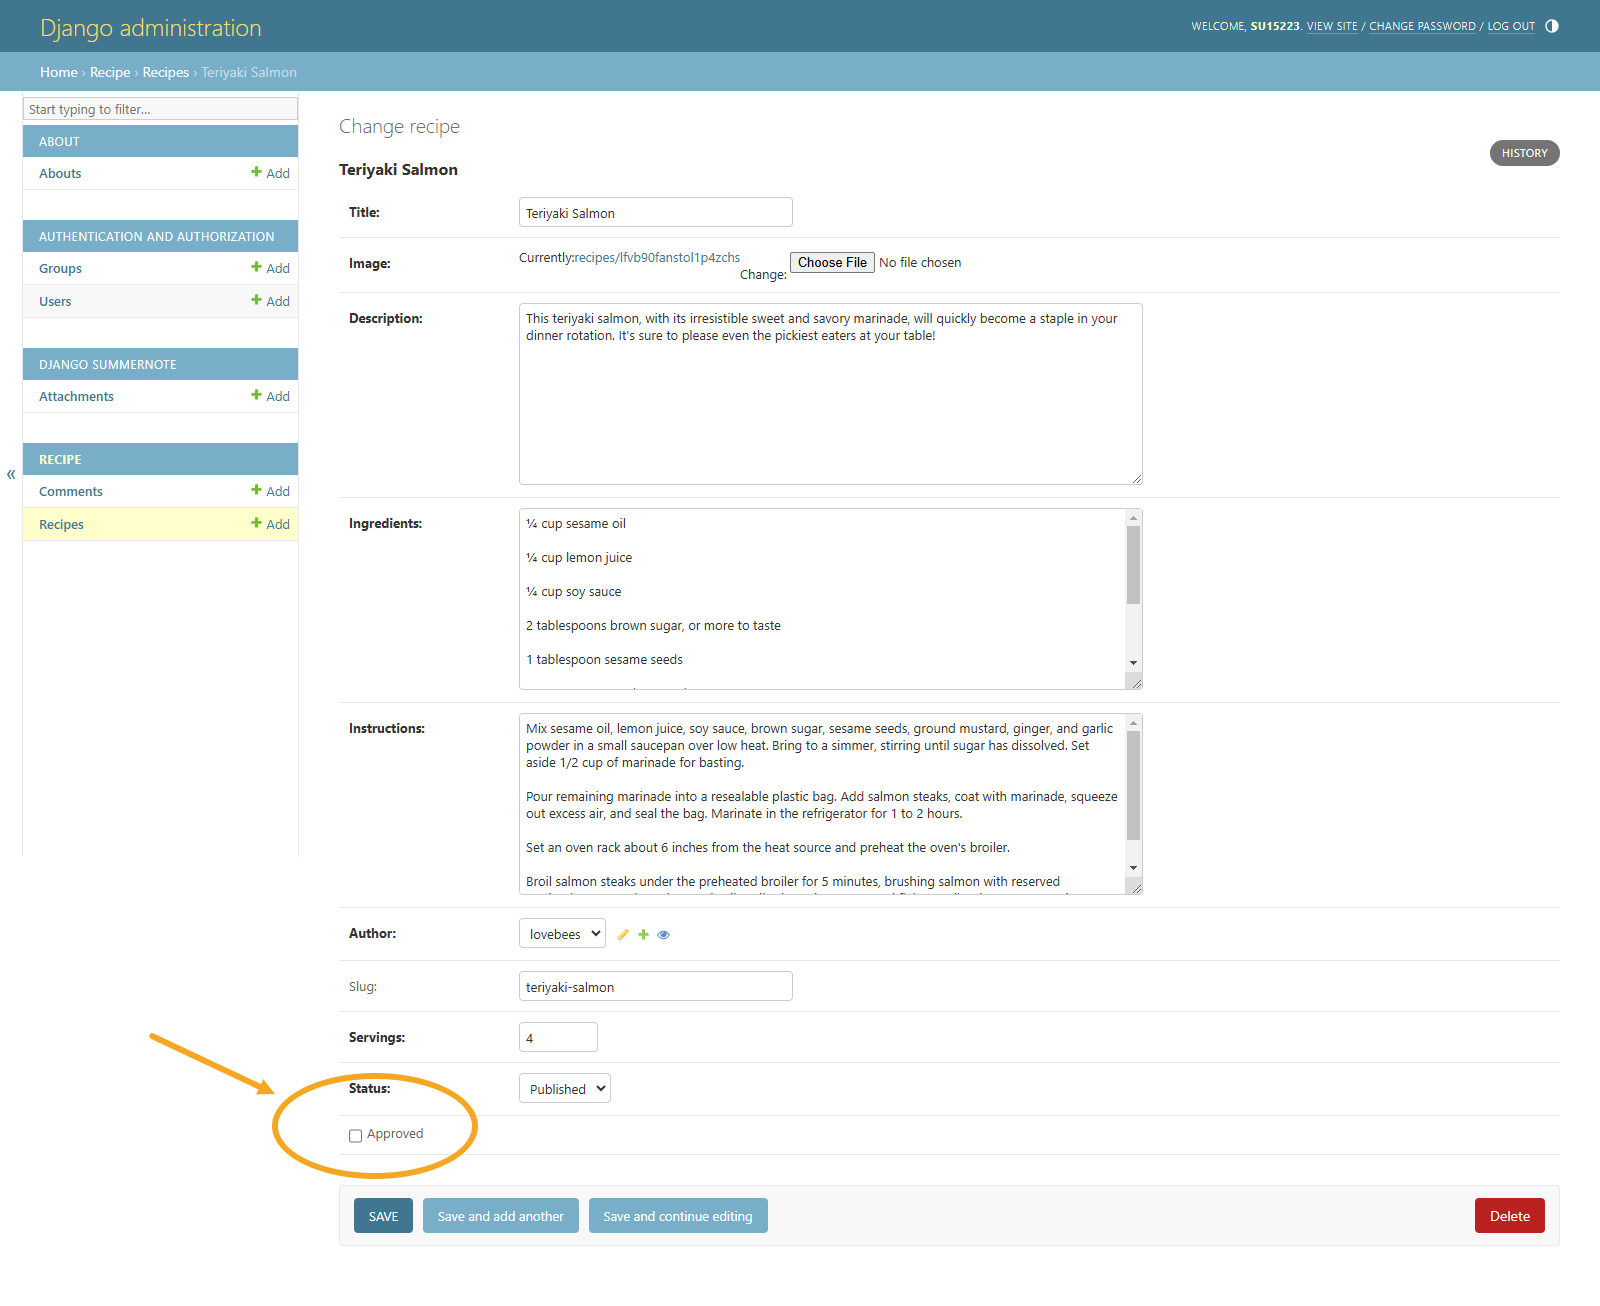 Django administration
WELCOME, SU15223. VIEW SITE / CHANGE PASSWORD / LOG OUT
Home › Recipe › Recipes › Teriyaki Salmon
Start typing to filter...
ABOUT
Abouts
Add
AUTHENTICATION AND AUTHORIZATION
Groups
Add
Users
Add
DJANGO SUMMERNOTE
Attachments
Add
RECIPE
Comments
Add
Recipes
Add
«
Change recipe
HISTORY
Teriyaki Salmon
Title:
Teriyaki Salmon
Image:
Currently:recipes/lfvb90fanstol1p4zchs
Change: Choose File No file chosen
Description:
This teriyaki salmon, with its irresistible sweet and savory marinade, will quickly become a staple in your
dinner rotation. It's sure to please even the pickiest eaters at your table!
Ingredients:
¼ cup sesame oil
¼ cup lemon juice
¼ cup soy sauce
2 tablespoons brown sugar, or more to taste
1 tablespoon sesame seeds
Instructions:
Mix sesame oil, lemon juice, soy sauce, brown sugar, sesame seeds, ground mustard, ginger, and garlic
powder in a small saucepan over low heat. Bring to a simmer, stirring until sugar has dissolved. Set
aside 1/2 cup of marinade for basting.
Pour remaining marinade into a resealable plastic bag. Add salmon steaks, coat with marinade, squeeze
out excess air, and seal the bag. Marinate in the refrigerator for 1 to 2 hours.
Set an oven rack about 6 inches from the heat source and preheat the oven's broiler.
Broil salmon steaks under the preheated broiler for 5 minutes, brushing salmon with reserved
Author:
lovebees
Slug:
teriyaki-salmon
Servings:
4
Status:
Published
Approved
SAVE
Save and add another
Save and continue editing
Delete